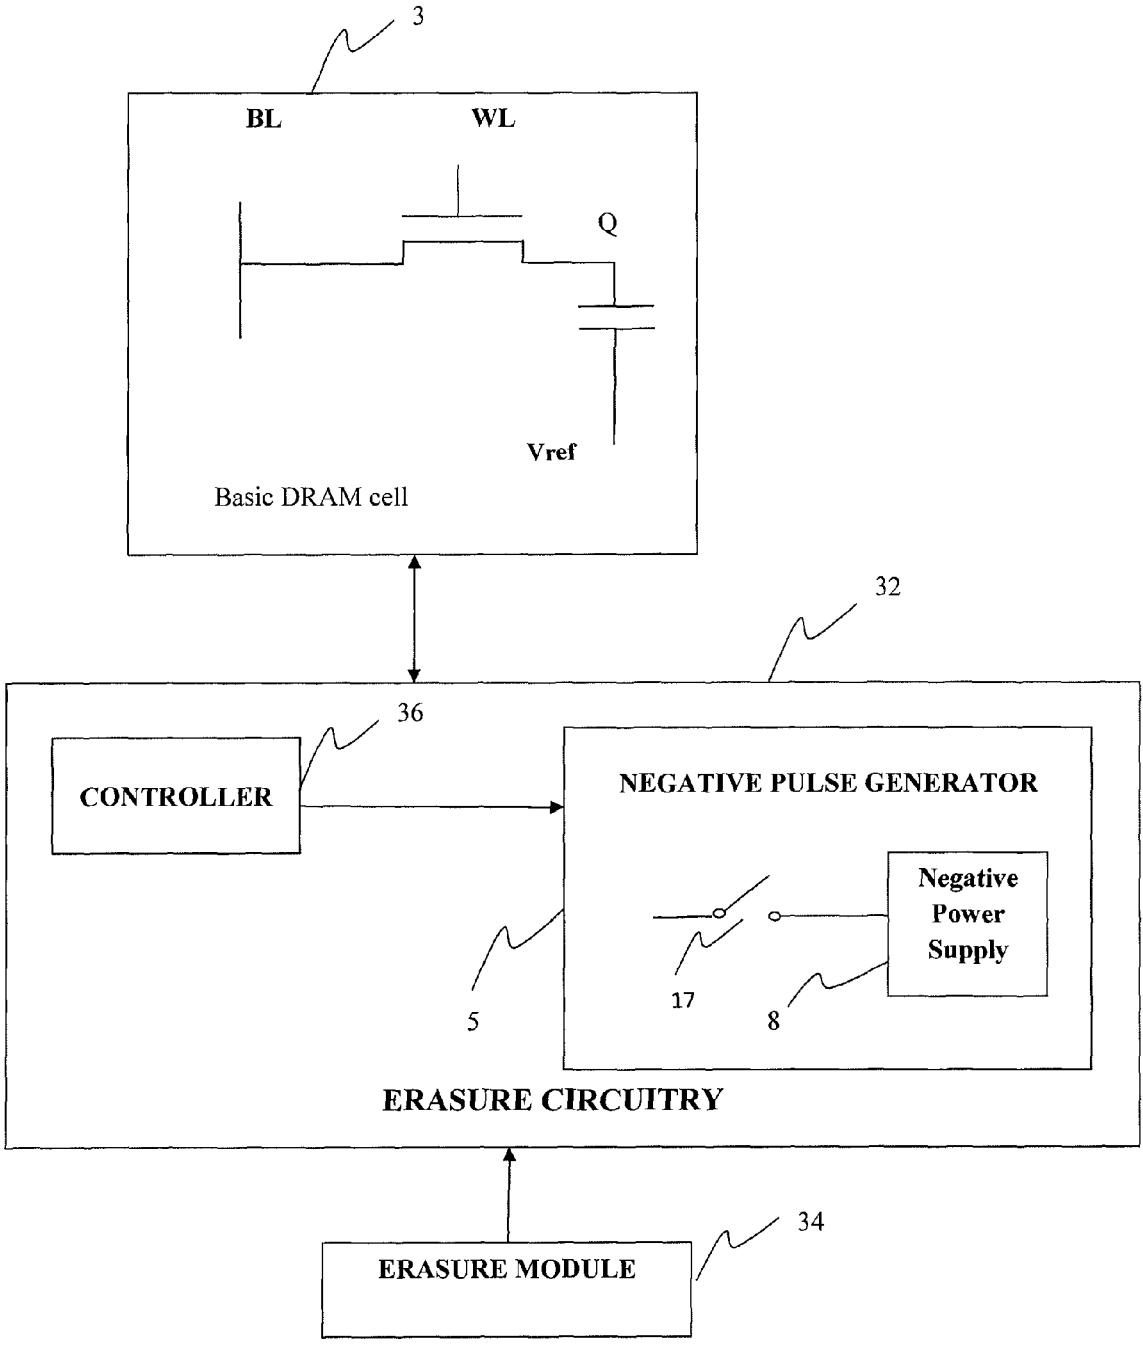 3
BL
WL
Q
Vref
Basic DRAM cell
32
36
CONTROLLER
NEGATIVE PULSE GENERATOR
Negative
Power
Supply
17
8
5
ERASURE CIRCUITRY
34
ERASURE MODULE